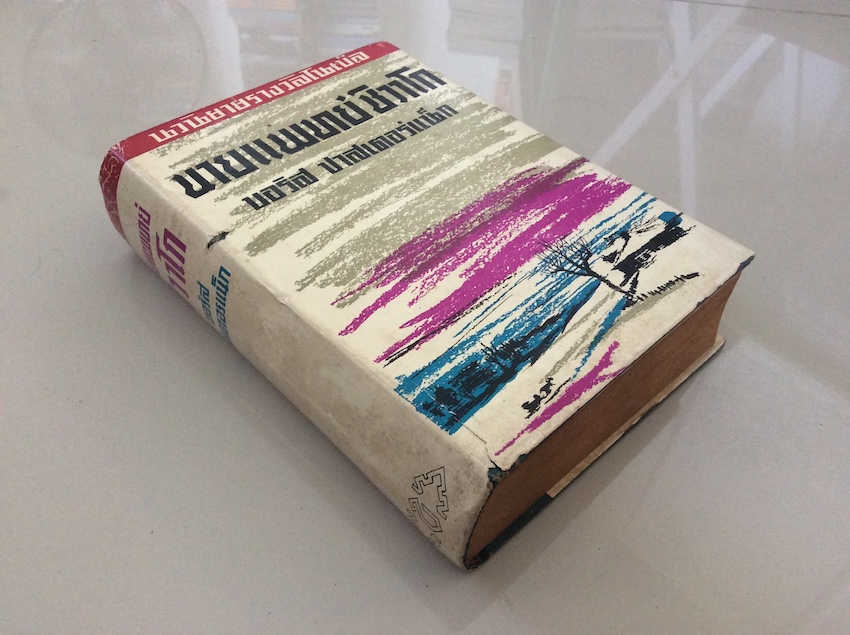 นวนิยายรางวัลโนเบิล
นายแพทย์ชิวาโก
บอริส ปาสเตอร์แน็ก